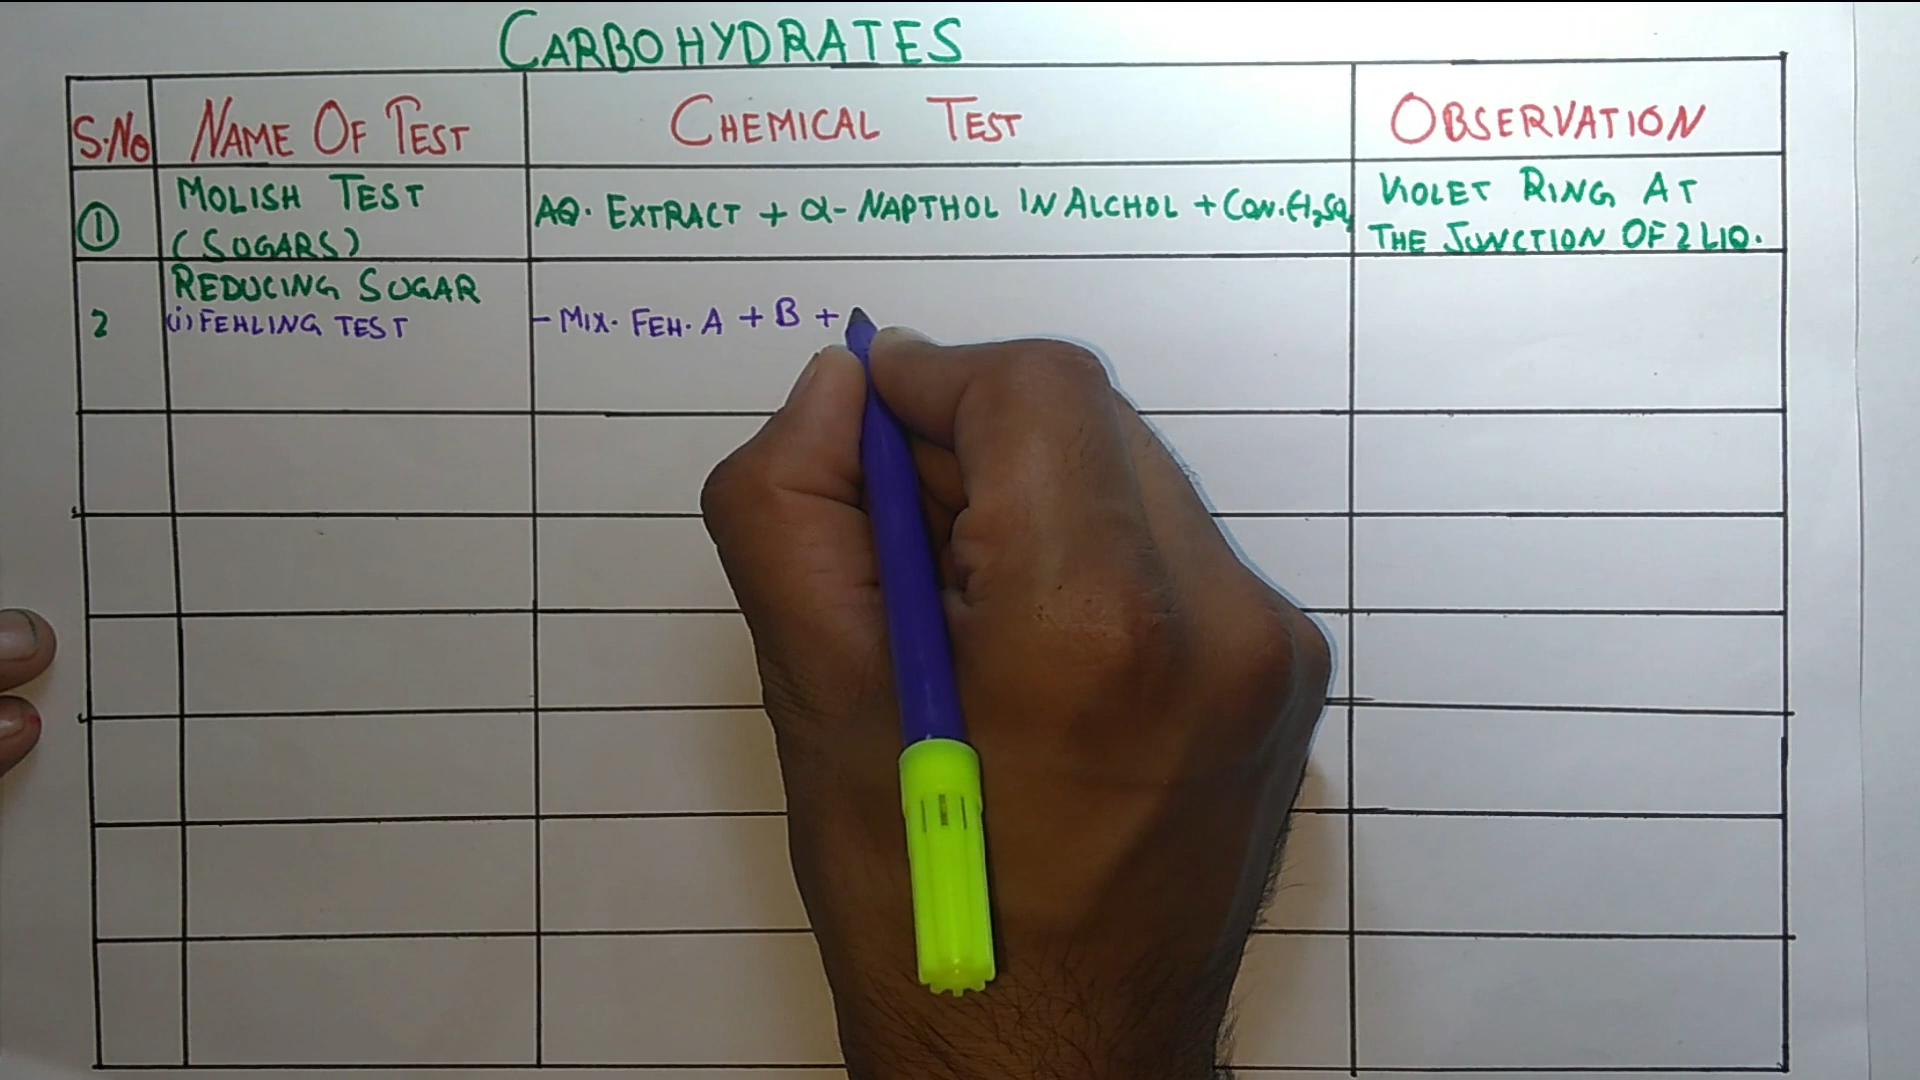 CARBOHYDRATES
S.NO NAME OF TEST CHEMICAL TEST OBSERVATION
① MOLISH TEST
(SUGARS)
AQ. EXTRACT + α- NAPTHOL IN ALCHOL + CON. H₂SO₄
VIOLET RING AT
THE JUNCTION OF 2 LIQ.
2 REDUCING SUGAR
(i) FEHLING TEST
- MIX. FEH. A + B +